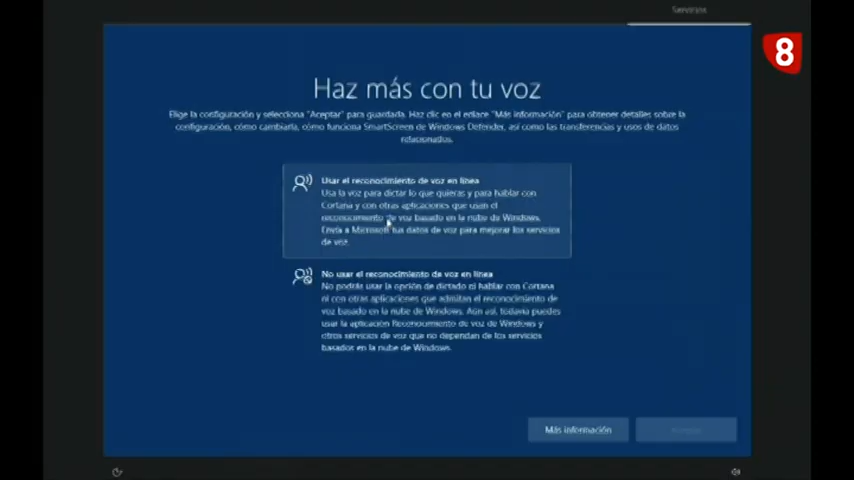 Servicios
8
Haz más con tu voz
Elige la configuración y selecciona "Aceptar" para guardarla. Haz clic en el enlace "Más información" para obtener detalles sobre la
configuración, cómo cambiarla, cómo funciona SmartScreen de Windows Defender, así como las transferencias y usos de datos
relacionados.
Usar el reconocimiento de voz en línea
Usa la voz para dictar lo que quieras y para hablar con
Cortana y con otras aplicaciones que usan el
reconocimiento de voz basado en la nube de Windows.
Envía a Microsoft tus datos de voz para mejorar los servicios
de voz.
No usar el reconocimiento de voz en línea
No podrás usar la opción de dictado ni hablar con Cortana
ni con otras aplicaciones que admitan el reconocimiento de
voz basado en la nube de Windows. Aún así, todavía puedes
usar la aplicación Reconocimiento de voz de Windows y
otros servicios de voz que no dependan de los servicios
basados en la nube de Windows.
Más información
Aceptar